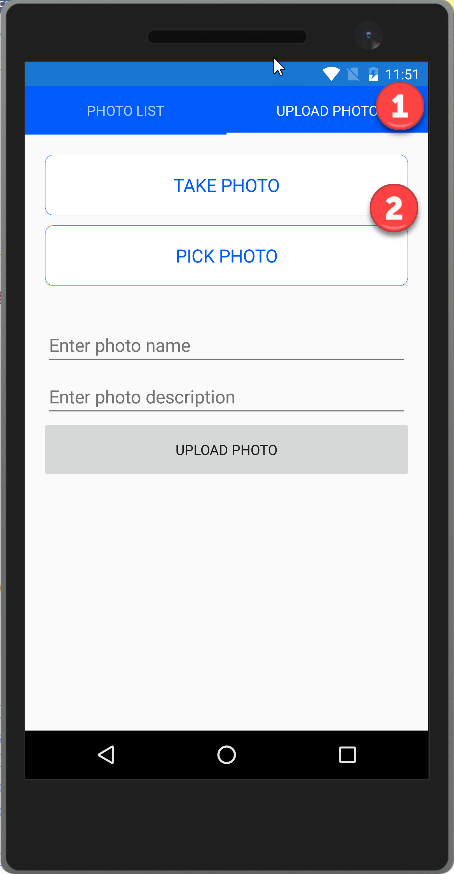 11:51
PHOTO LIST
UPLOAD PHOTO
1
TAKE PHOTO
2
PICK PHOTO
Enter photo name
Enter photo description
UPLOAD PHOTO